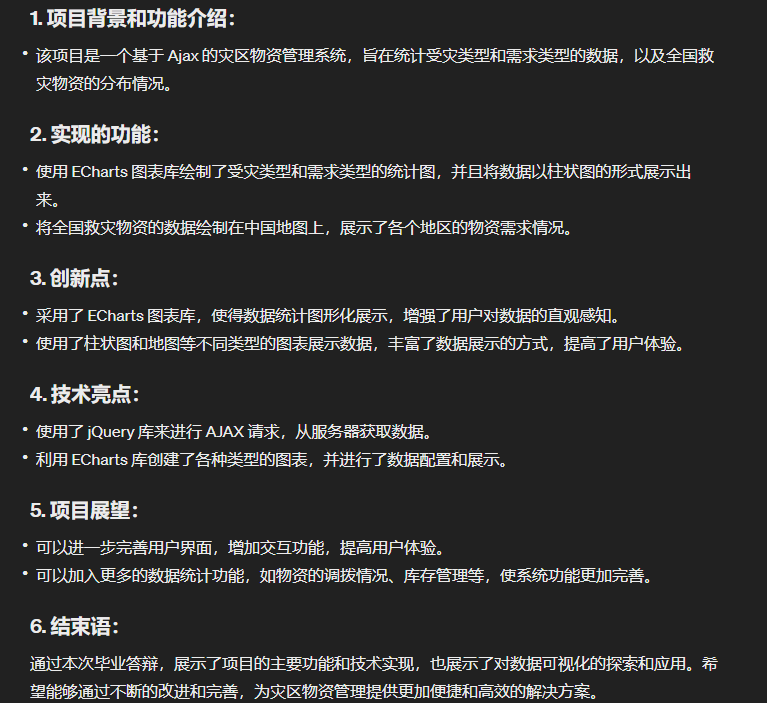 1. 项目背景和功能介绍：
• 该项目是一个基于 Ajax 的灾区物资管理系统，旨在统计受灾类型和需求类型的数据，以及全国救
灾物资的分布情况。
2. 实现的功能：
• 使用 ECharts 图表库绘制了受灾类型和需求类型的统计图，并且将数据以柱状图的形式展示出
来。
• 将全国救灾物资的数据绘制在中国地图上，展示了各个地区的物资需求情况。
3. 创新点：
• 采用了 ECharts 图表库，使得数据统计图形化展示，增强了用户对数据的直观感知。
• 使用了柱状图和地图等不同类型的图表展示数据，丰富了数据展示的方式，提高了用户体验。
4. 技术亮点：
• 使用了 jQuery 库来进行 AJAX 请求，从服务器获取数据。
• 利用 ECharts 库创建了各种类型的图表，并进行了数据配置和展示。
5. 项目展望：
• 可以进一步完善用户界面，增加交互功能，提高用户体验。
• 可以加入更多的数据统计功能，如物资的调拨情况、库存管理等，使系统功能更加完善。
6. 结束语：
通过本次毕业答辩，展示了项目的主要功能和技术实现，也展示了对数据可视化的探索和应用。希
望能够通过不断的改进和完善，为灾区物资管理提供更加便捷和高效的解决方案。